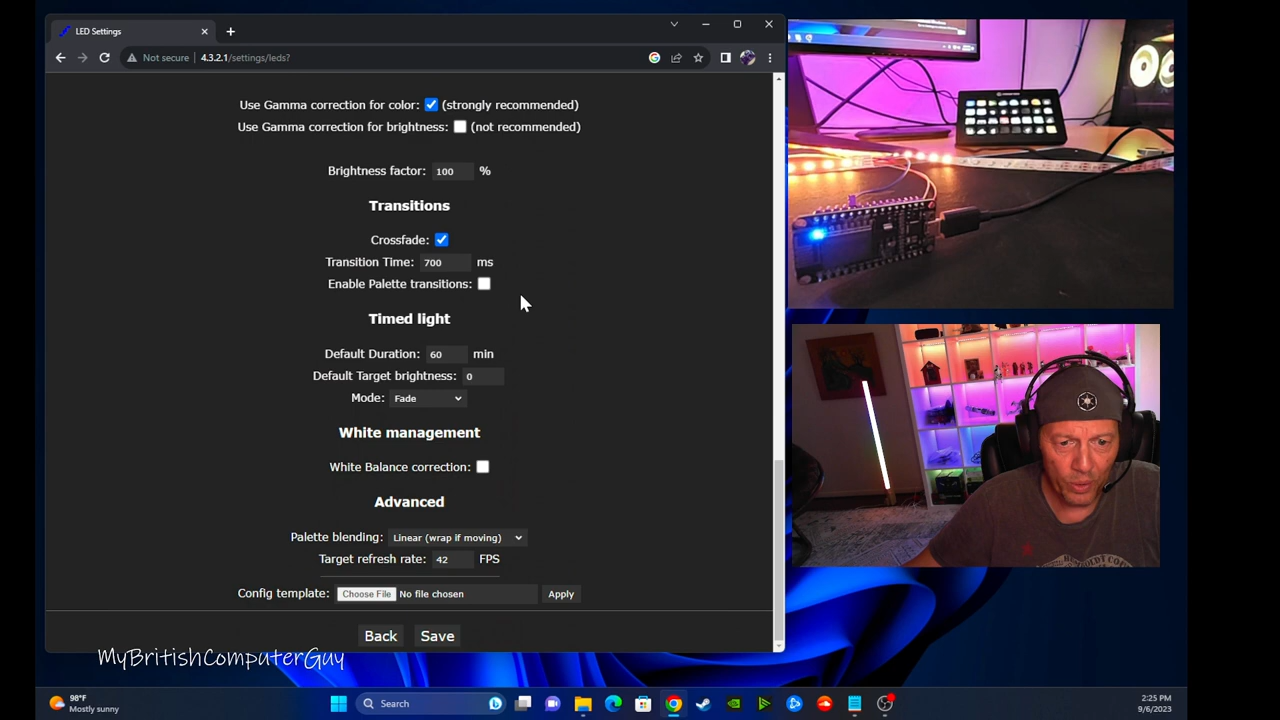 LED Settings
Not secure 4.3.2.1/settings/leds?
Use Gamma correction for color: (strongly recommended)
Use Gamma correction for brightness: (not recommended)
Brightness factor: 100 %
Transitions
Crossfade:
Transition Time: 700 ms
Enable Palette transitions:
Timed light
Default Duration: 60 min
Default Target brightness: 0
Mode: Fade
White management
White Balance correction:
Advanced
Palette blending: Linear (wrap if moving)
Target refresh rate: 42 FPS
Config template: Choose File No file chosen Apply
Back Save
MyBritishComputerGuy
98°F
Mostly sunny
Search
2:25 PM
9/6/2023